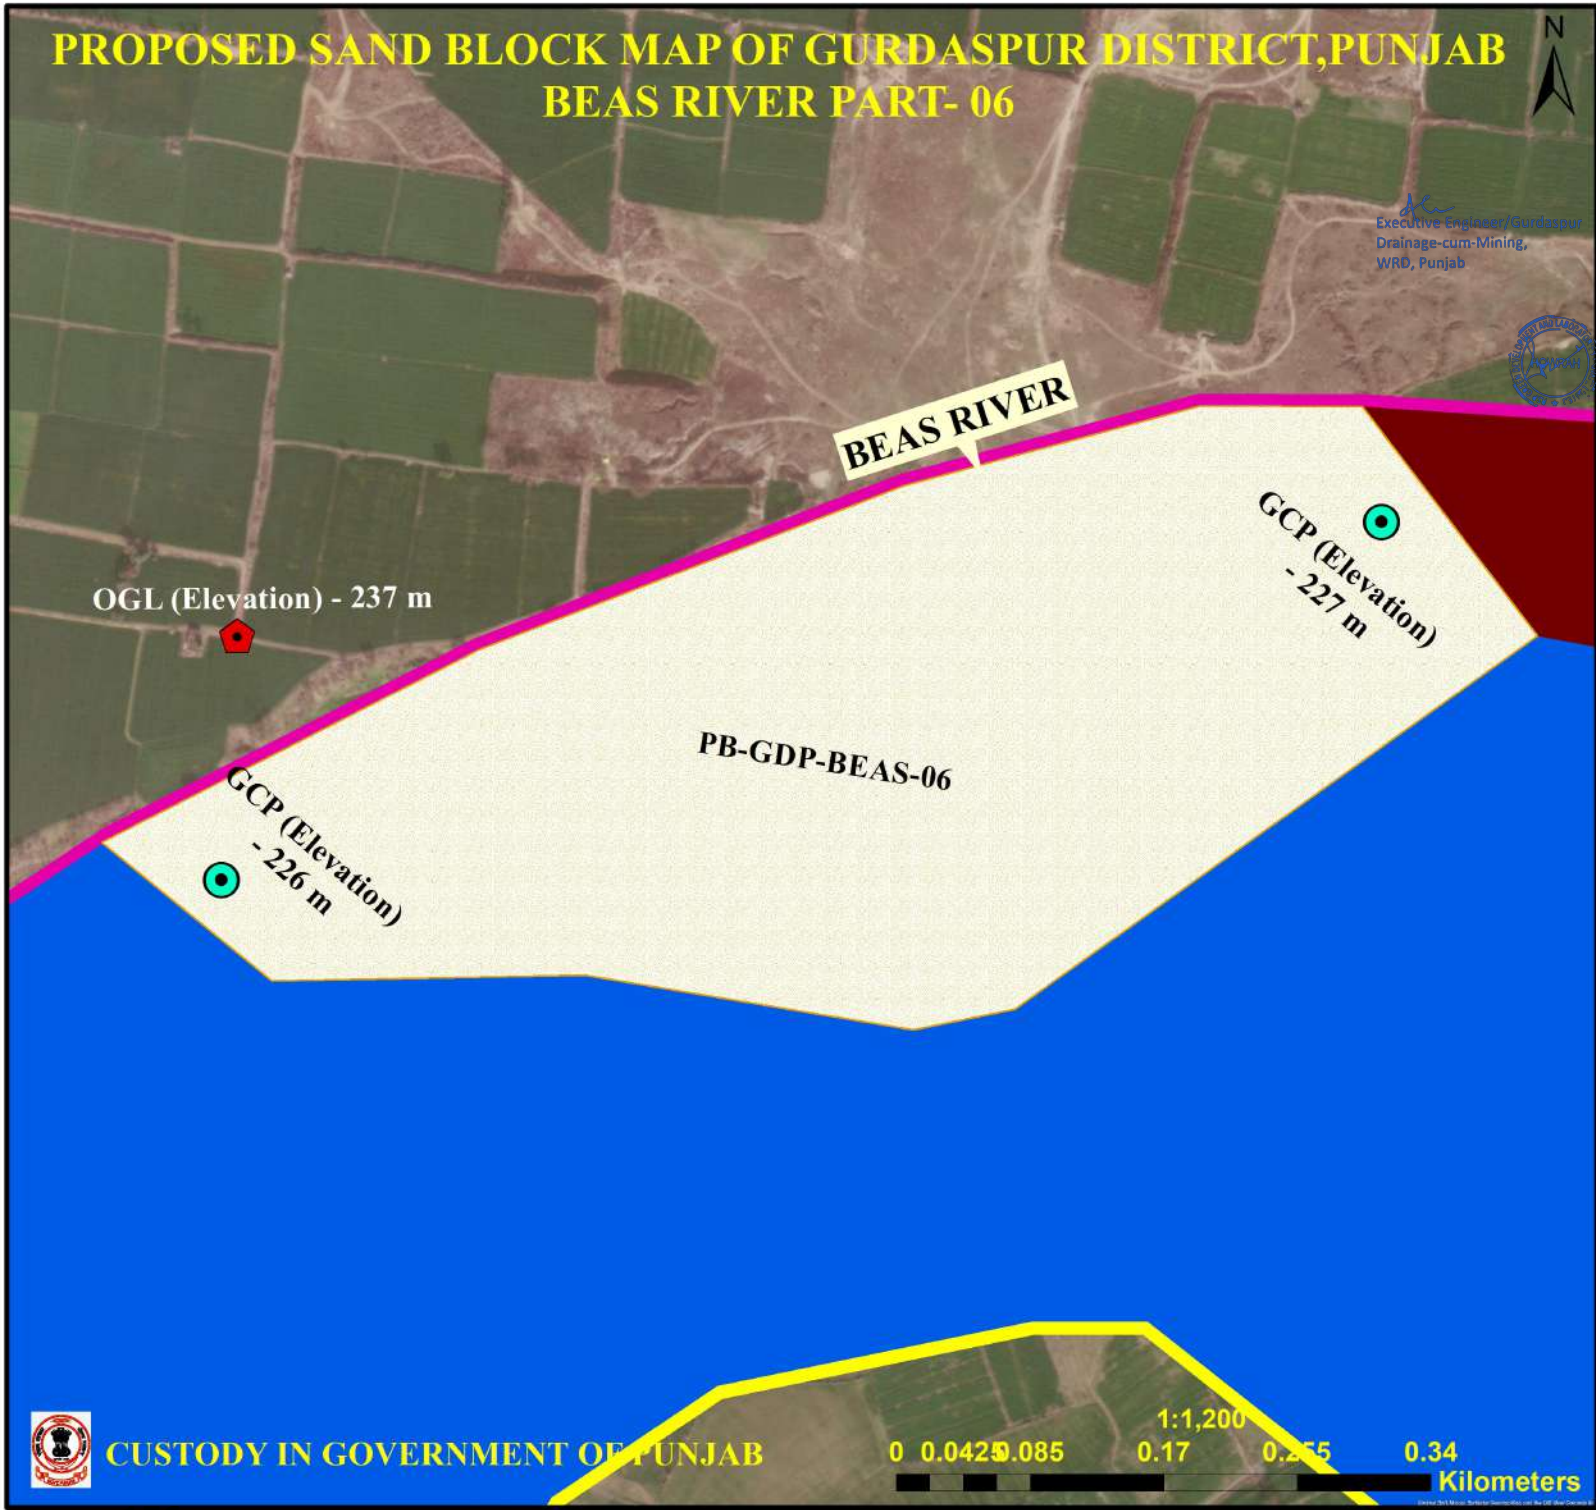 PROPOSED SAND BLOCK MAP OF GURDASPUR DISTRICT,PUNJAB
BEAS RIVER PART- 06
N
Executive Engineer/Gurdaspur
Drainage-cum-Mining,
WRD, Punjab
BEAS RIVER
GCP (Elevation)
- 227 m
OGL (Elevation) - 237 m
PB-GDP-BEAS-06
GCP (Elevation)
- 226 m
CUSTODY IN GOVERNMENT OF PUNJAB
1:1,200
0 0.0425 0.085 0.17 0.255 0.34
Kilometers